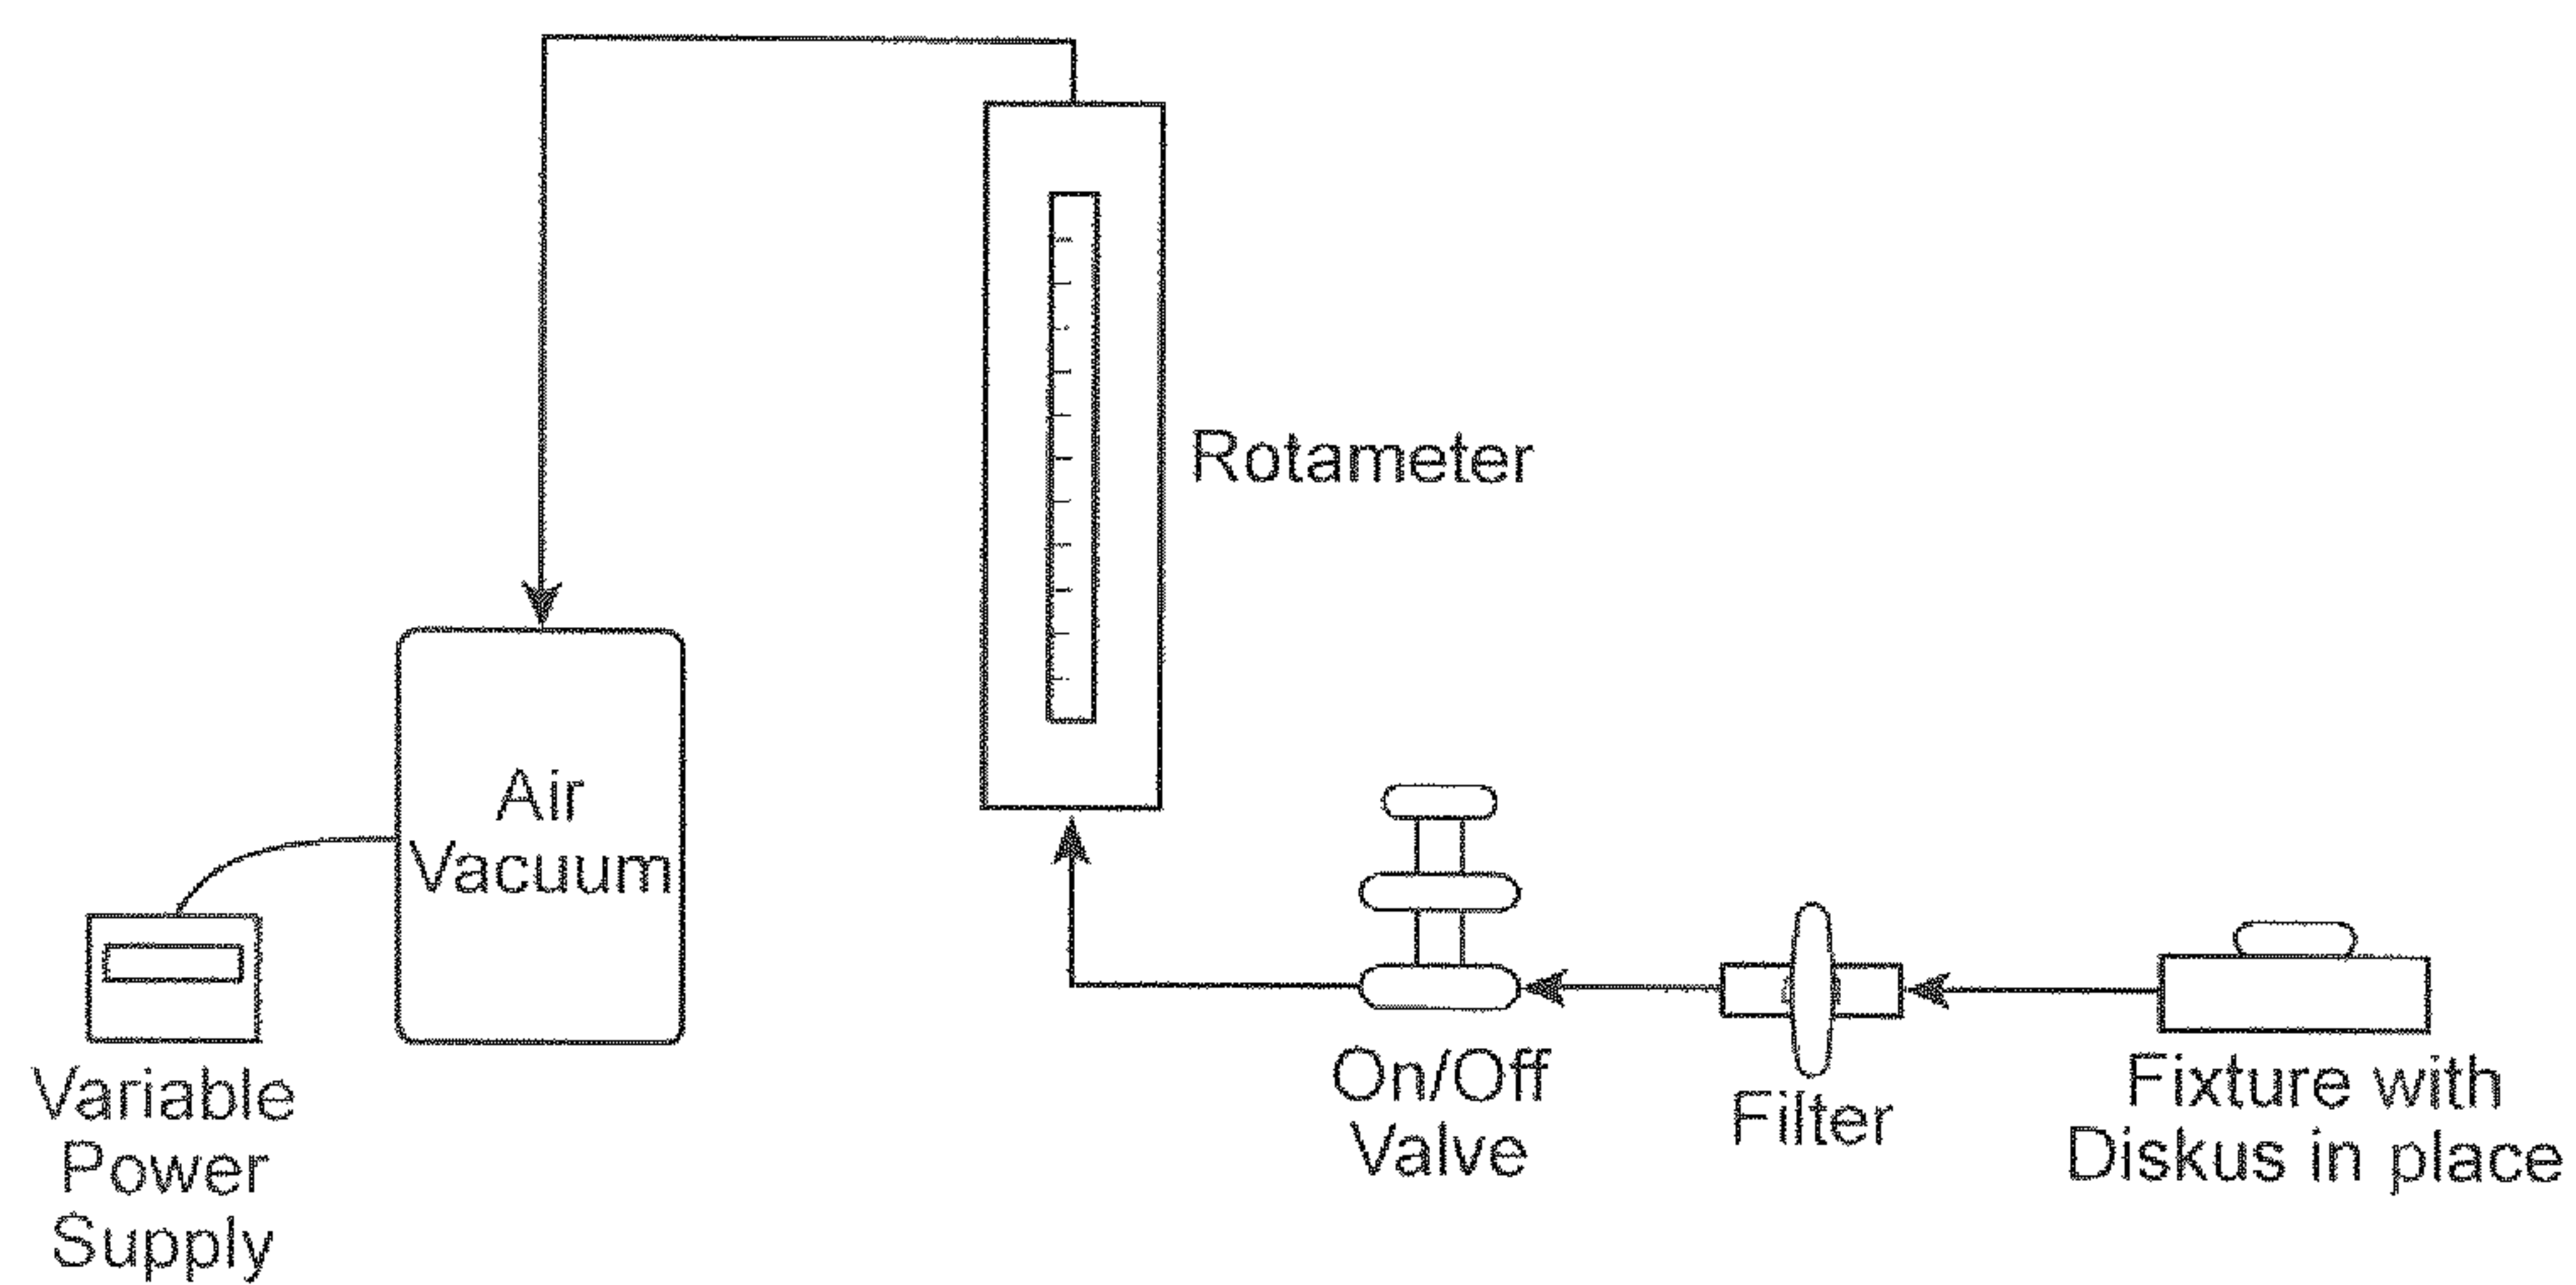 Rotameter
Air
Vacuum
Variable
Power
Supply
On/Off
Valve
Filter
Fixture with
Diskus in place